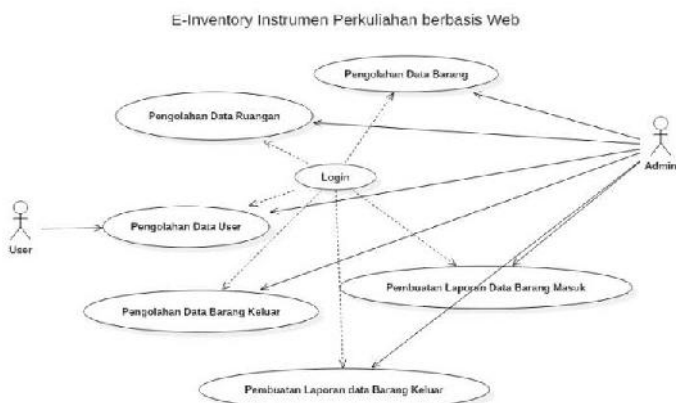 E-Inventory Instrumen Perkuliahan berbasis Web
Pengolahan Data Barang
Pengolahan Data Ruangan
Login
Admin
Pengolahan Data User
User
Pembuatan Laporan Data Barang Masuk
Pengolahan Data Barang Keluar
Pembuatan Laporan data Barang Keluar